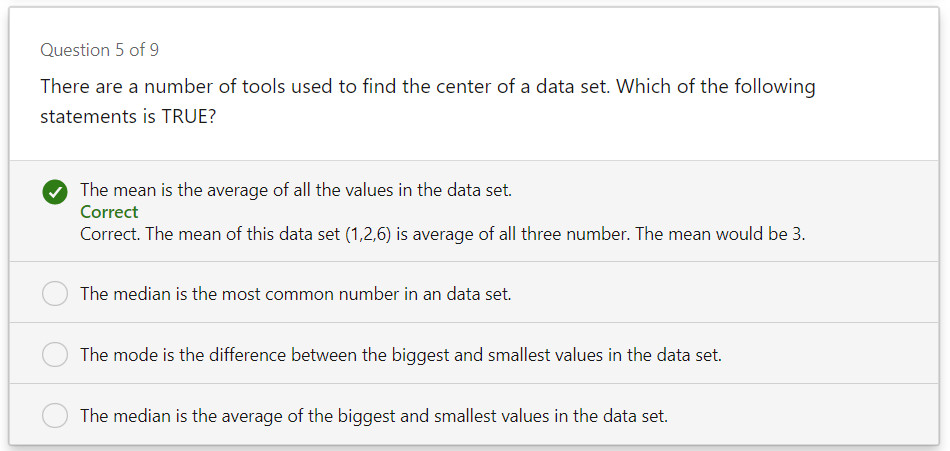 Question 5 of 9
There are a number of tools used to find the center of a data set. Which of the following
statements is TRUE?
The mean is the average of all the values in the data set.
Correct
Correct. The mean of this data set (1,2,6) is average of all three number. The mean would be 3.
The median is the most common number in an data set.
The mode is the difference between the biggest and smallest values in the data set.
The median is the average of the biggest and smallest values in the data set.